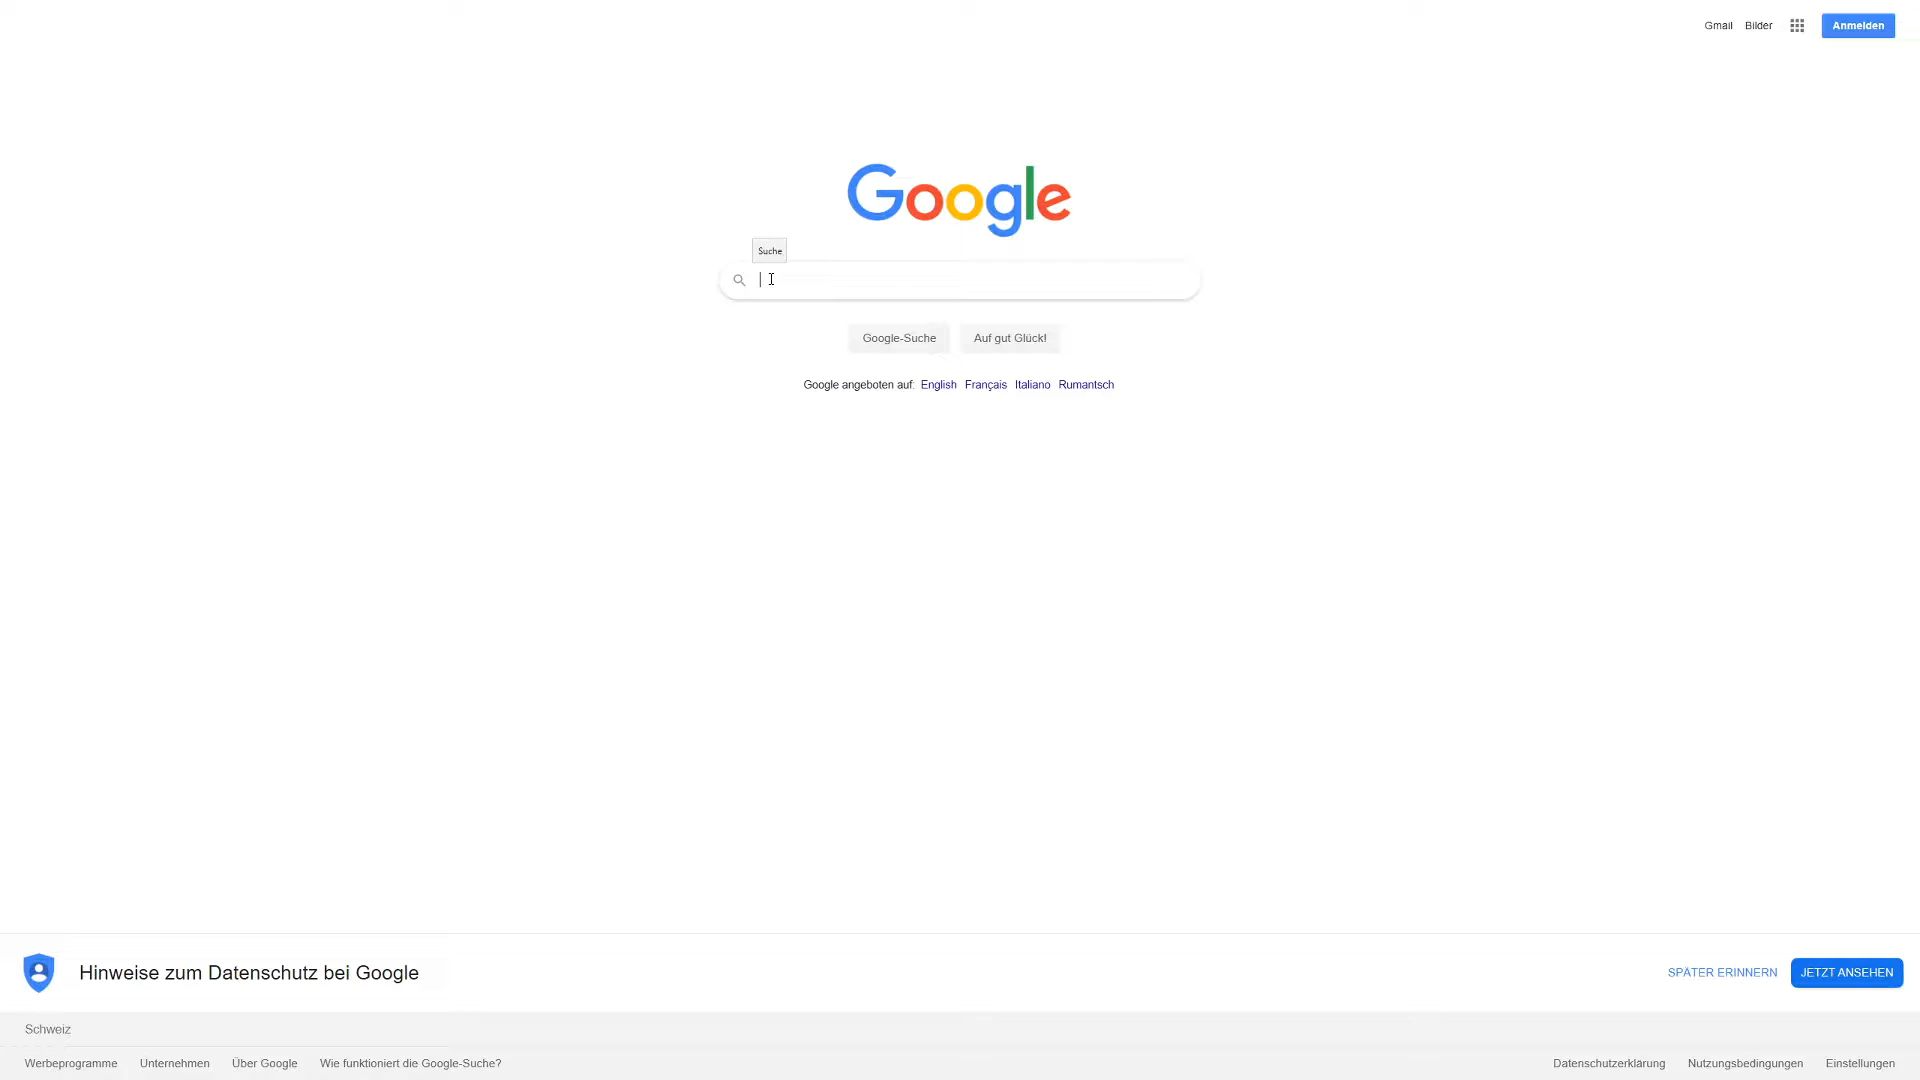 Gmail Bilder Anmelden
Google
Suche
Google-Suche Auf gut Glück!
Google angeboten auf: English Français Italiano Rumantsch
Hinweise zum Datenschutz bei Google SPÄTER ERINNERN JETZT ANSEHEN
Schweiz
Werbeprogramme Unternehmen Über Google Wie funktioniert die Google-Suche? Datenschutzerklärung Nutzungsbedingungen Einstellungen